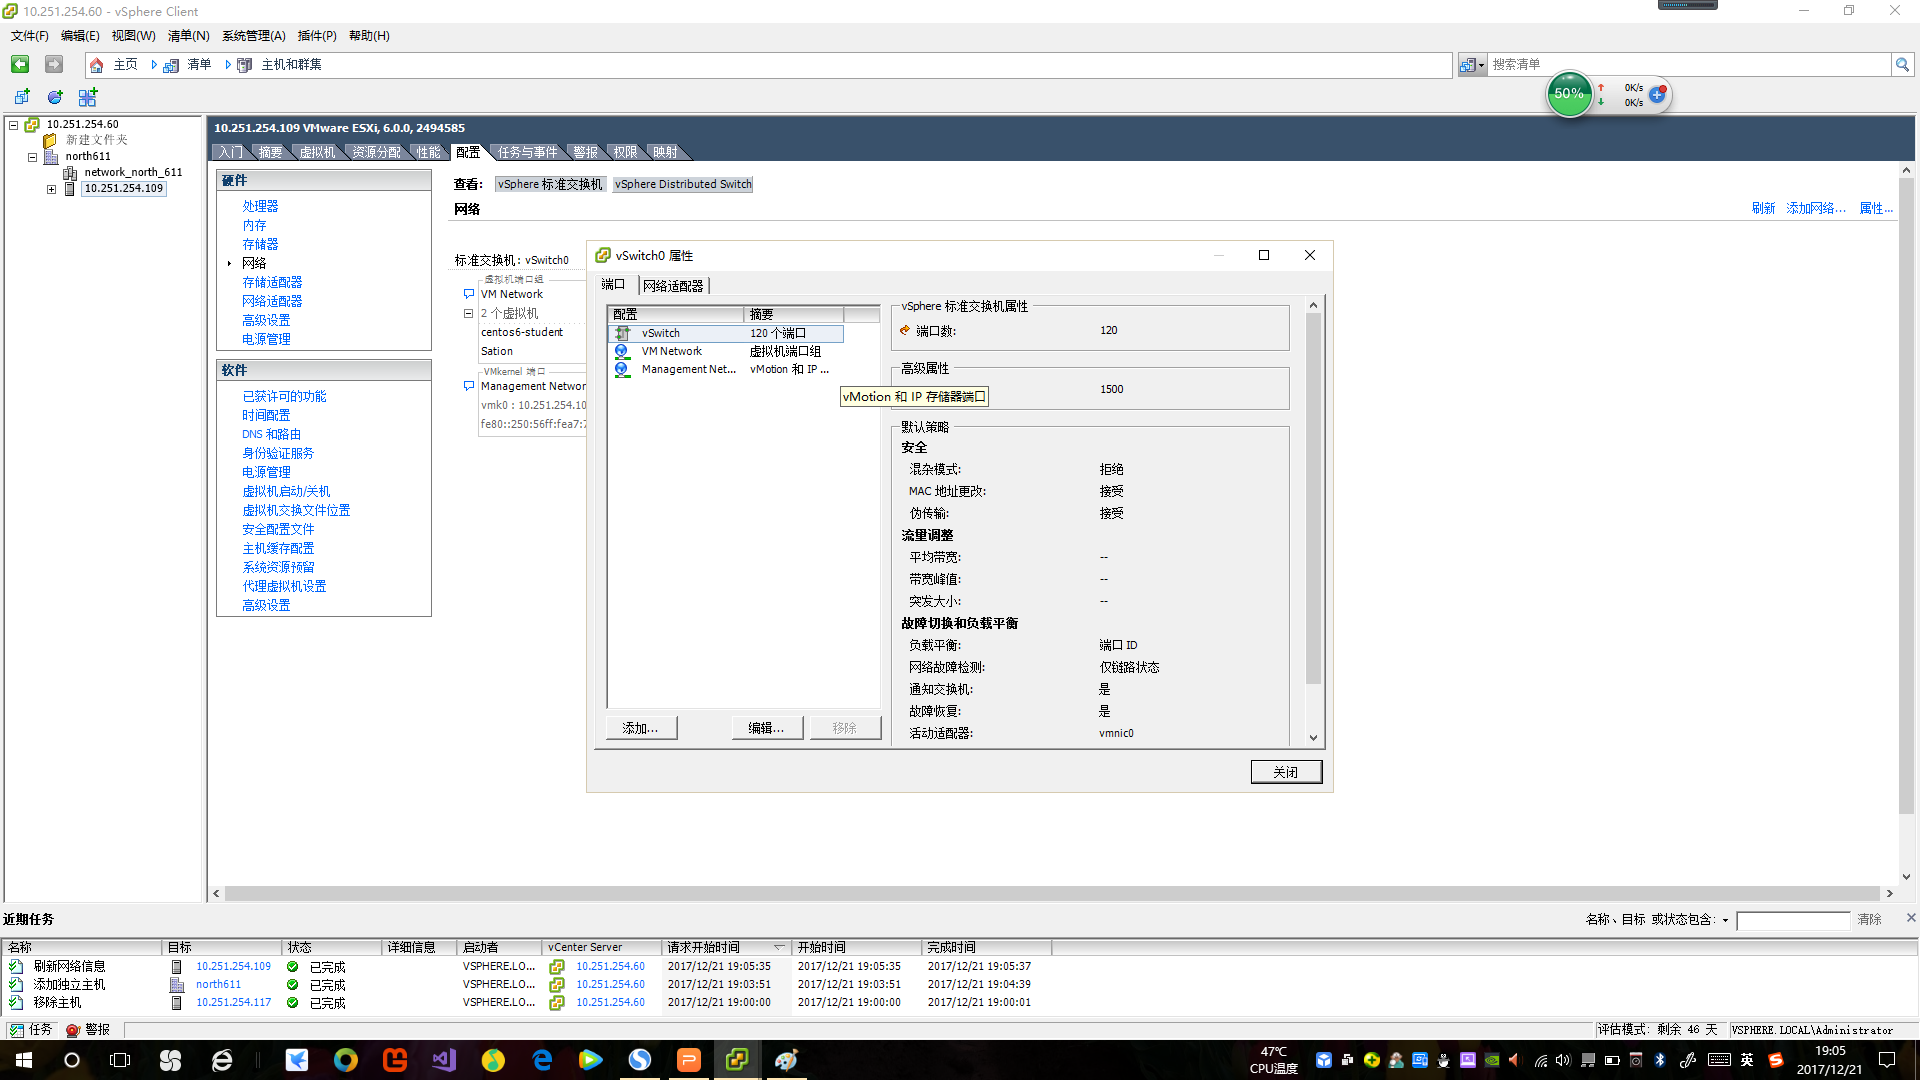 10.251.254.60 - vSphere Client
文件(F) 编辑(E) 视图(W) 清单(N) 系统管理(A) 插件(P) 帮助(H)
主页 清单 主机和群集
搜索清单
50% 0K/s
0K/s
10.251.254.60
新建文件夹
north611
network_north_611
10.251.254.109
10.251.254.109 VMware ESXi, 6.0.0, 2494585
入门 摘要 虚拟机 资源分配 性能 配置 任务与事件 警报 权限 映射
硬件
处理器
内存
存储器
网络
存储适配器
网络适配器
高级设置
电源管理
软件
已获许可的功能
时间配置
DNS 和路由
身份验证服务
电源管理
虚拟机启动/关机
虚拟机交换文件位置
安全配置文件
主机缓存配置
系统资源预留
代理虚拟机设置
高级设置
查看: vSphere 标准交换机 vSphere Distributed Switch
网络
刷新 添加网络... 属性...
标准交换机: vSwitch0
虚拟机端口组
VM Network
2 个虚拟机
centos6-student
Sation
VMkernel 端口
Management Networ
vmk0 : 10.251.254.10
fe80::250:56ff:fea7:7
vSwitch0 属性
端口 网络适配器
配置 摘要
vSwitch 120 个端口
VM Network 虚拟机端口组
Management Net... vMotion 和 IP ...
vMotion 和 IP 存储器端口
添加... 编辑... 移除
vSphere 标准交换机属性
端口数: 120
高级属性
1500
默认策略
安全
混杂模式: 拒绝
MAC 地址更改: 接受
伪传输: 接受
流里调整
平均带宽: --
带宽峰值: --
突发大小: --
故障切换和负载平衡
负载平衡: 端口 ID
网络故障检测: 仅链路状态
通知交换机: 是
故障恢复: 是
活动适配器: vmnic0
关闭
近期任务
名称、目标 或状态包含: 清除
名称 目标 状态 详细信息 启动者 vCenter Server 请求开始时间 开始时间 完成时间
刷新网络信息 10.251.254.109 已完成 VSPHERE.LO... 10.251.254.60 2017/12/21 19:05:35 2017/12/21 19:05:35 2017/12/21 19:05:37
添加独立主机 north611 已完成 VSPHERE.LO... 10.251.254.60 2017/12/21 19:03:51 2017/12/21 19:03:51 2017/12/21 19:04:39
移除主机 10.251.254.117 已完成 VSPHERE.LO... 10.251.254.60 2017/12/21 19:00:00 2017/12/21 19:00:00 2017/12/21 19:00:01
任务 警报
评估模式: 剩余 46 天 VSPHERE.LOCAL\Administrator
47℃
CPU温度
英
19:05
2017/12/21